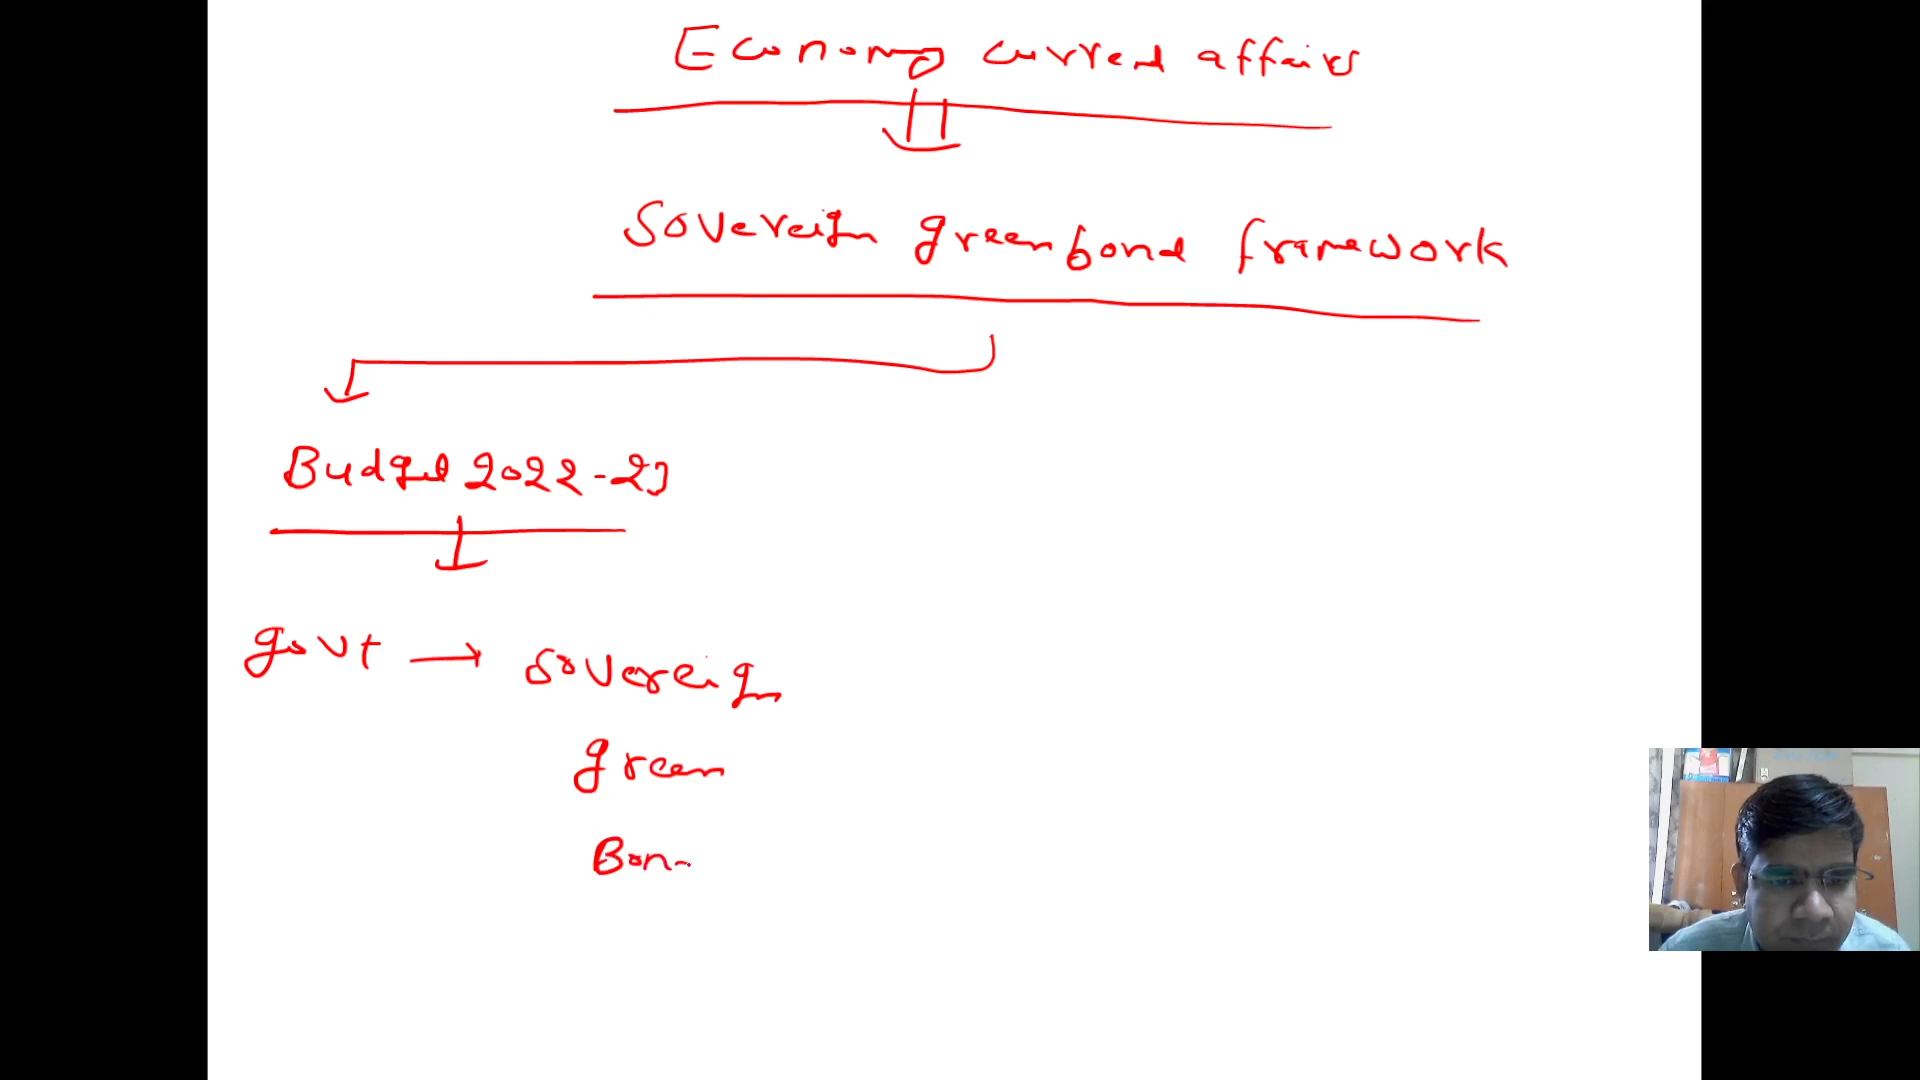 Economy current affairs
Sovereign green bond framework
Budget 2022-23
govt → sovereign
green
Bon